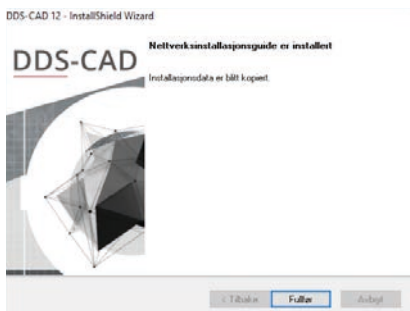 DDS-CAD 12 - InstallShield Wizard
DDS-CAD
Nettverksinstallasjonsguide er installert
Installasjonsdata er blitt kopiert.
< Tilbake Fullfør Avbryt